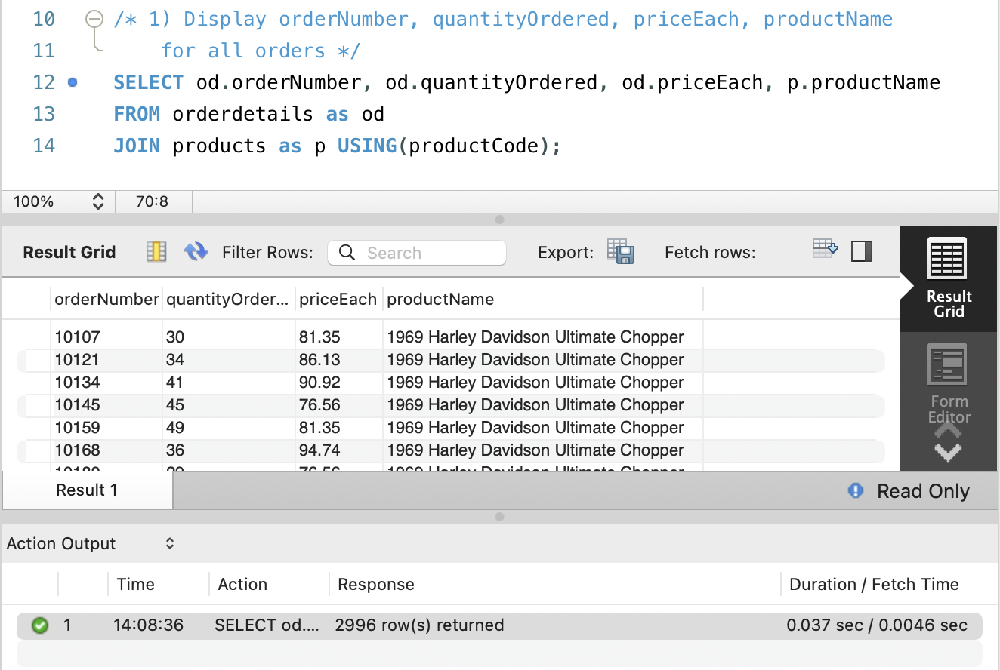 10 /* 1) Display orderNumber, quantityOrdered, priceEach, productName
11 for all orders */
12 SELECT od.orderNumber, od.quantityOrdered, od.priceEach, p.productName
13 FROM orderdetails as od
14 JOIN products as p USING(productCode);
100% 70:8
Result Grid Filter Rows: Search Export: Fetch rows:
Result
Grid
orderNumber quantityOrder... priceEach productName
10107 30 81.35 1969 Harley Davidson Ultimate Chopper
10121 34 86.13 1969 Harley Davidson Ultimate Chopper
10134 41 90.92 1969 Harley Davidson Ultimate Chopper
10145 45 76.56 1969 Harley Davidson Ultimate Chopper
10159 49 81.35 1969 Harley Davidson Ultimate Chopper
10168 36 94.74 1969 Harley Davidson Ultimate Chopper
Form
Editor
Result 1 Read Only
Action Output
Time Action Response Duration / Fetch Time
1 14:08:36 SELECT od.... 2996 row(s) returned 0.037 sec / 0.0046 sec